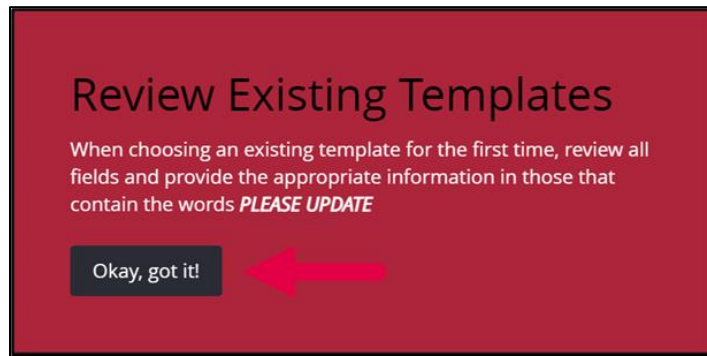 Review Existing Templates
When choosing an existing template for the first time, review all
fields and provide the appropriate information in those that
contain the words PLEASE UPDATE
Okay, got it!